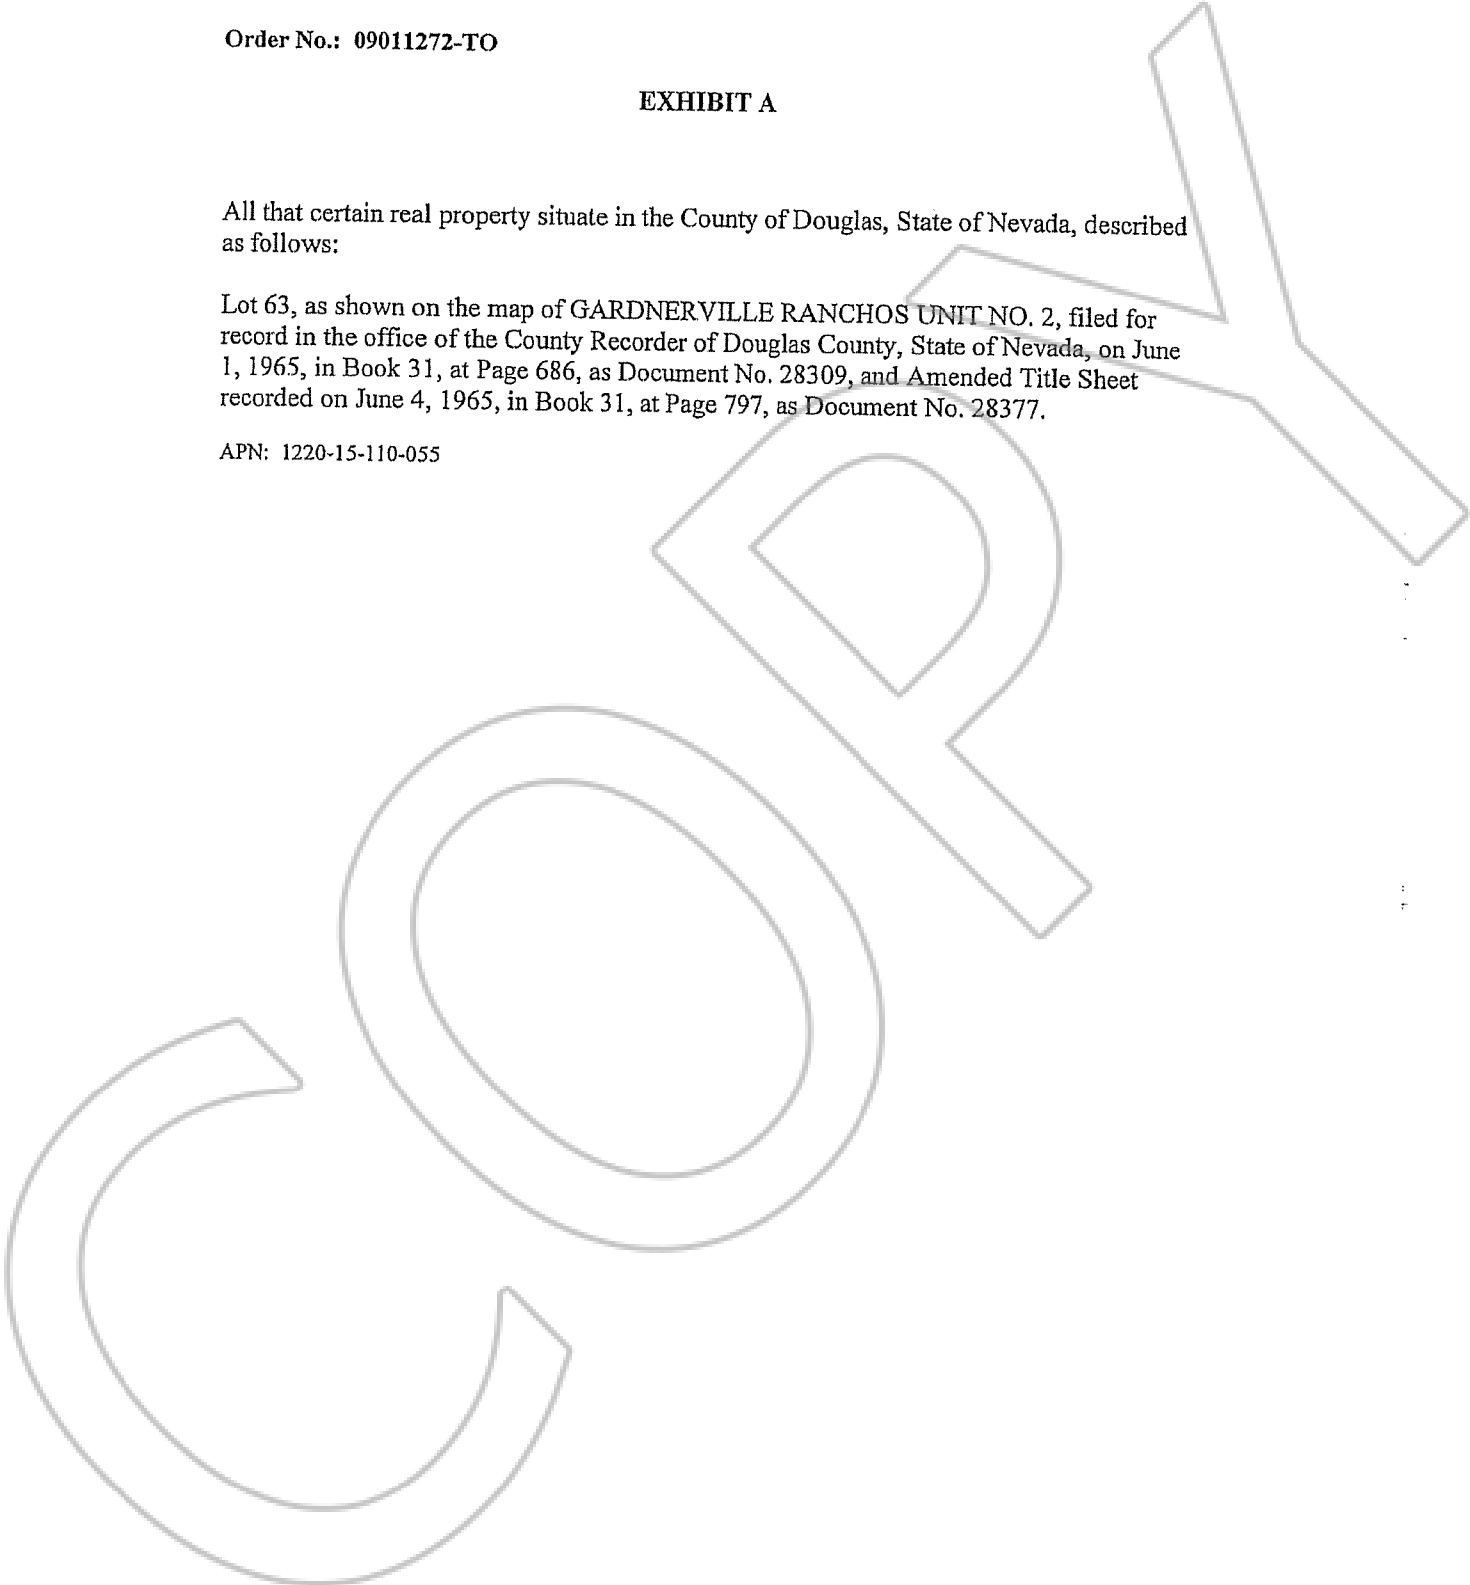 Order No.: 09011272-TO
EXHIBIT A
All that certain real property situate in the County of Douglas, State of Nevada, described
as follows:
Lot 63, as shown on the map of GARDNERVILLE RANCHOS UNIT NO. 2, filed for
record in the office of the County Recorder of Douglas County, State of Nevada, on June
1, 1965, in Book 31, at Page 686, as Document No. 28309, and Amended Title Sheet
recorded on June 4, 1965, in Book 31, at Page 797, as Document No. 28377.
APN: 1220-15-110-055
COPY